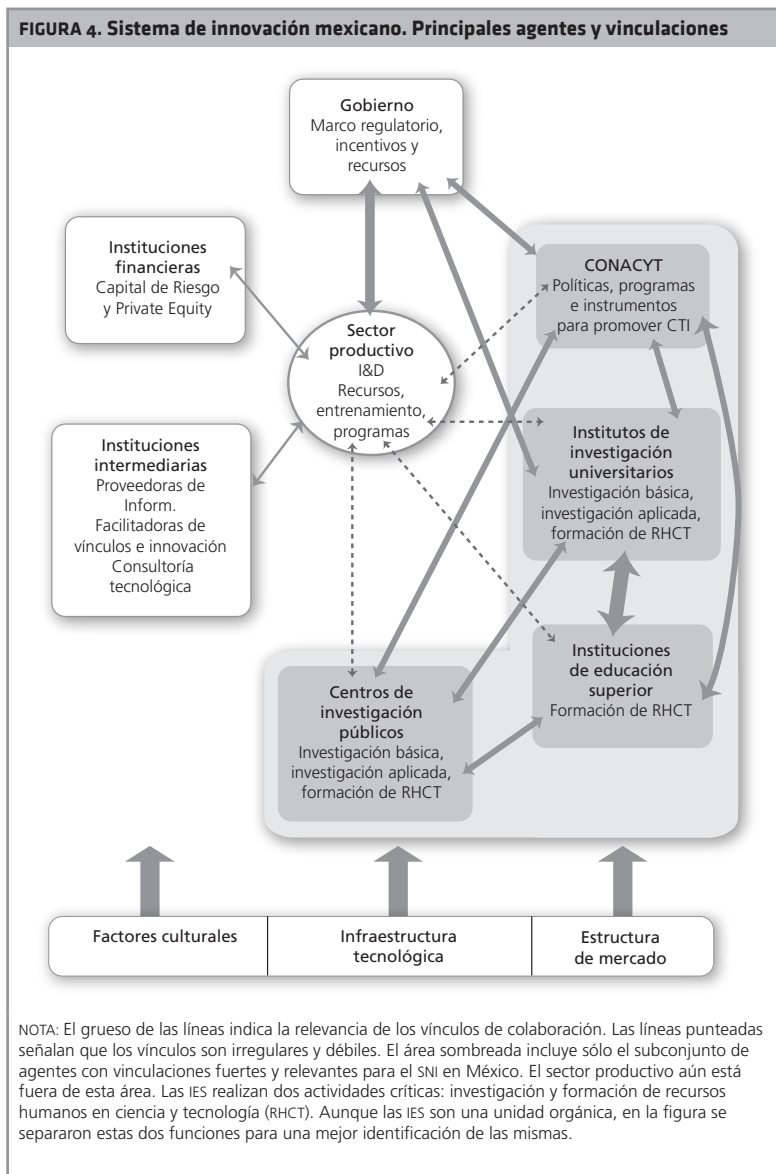 FIGURA 4. Sistema de innovación mexicano. Principales agentes y vinculaciones
Gobierno
Marco regulatorio,
incentivos y
recursos
Instituciones
financieras
Capital de Riesgo
y Private Equity
CONACYT
Políticas, programas
e instrumentos
para promover CTI
Sector
productivo
I&D
Recursos,
entrenamiento,
programas
Instituciones
intermediarias
Proveedoras de
Inform.
Facilitadoras de
vínculos e innovación
Consultoría
tecnológica
Institutos de
investigación
universitarios
Investigación básica,
investigación aplicada,
formación de RHCT
Instituciones
de educación
superior
Formación de RHCT
Centros de
investigación
públicos
Investigación básica,
investigación aplicada,
formación de RHCT
Factores culturales
Infraestructura
tecnológica
Estructura
de mercado
NOTA: El grueso de las líneas indica la relevancia de los vínculos de colaboración. Las líneas punteadas
señalan que los vínculos son irregulares y débiles. El área sombreada incluye sólo el subconjunto de
agentes con vinculaciones fuertes y relevantes para el SNI en México. El sector productivo aún está
fuera de esta área. Las IES realizan dos actividades críticas: investigación y formación de recursos
humanos en ciencia y tecnología (RHCT). Aunque las IES son una unidad orgánica, en la figura se
separaron estas dos funciones para una mejor identificación de las mismas.